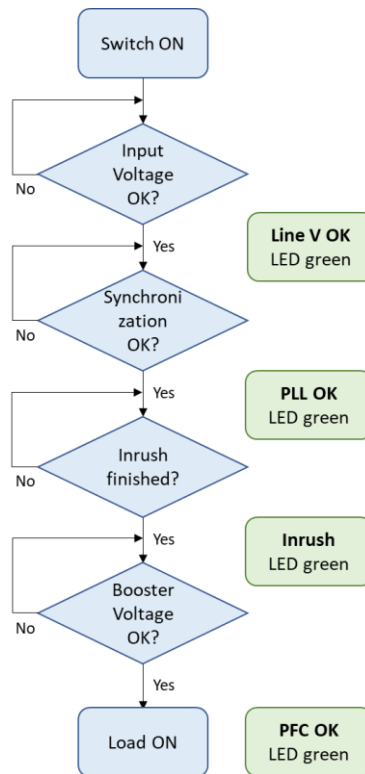 Switch ON
Input
Voltage
OK?
No
Yes
Line V OK
LED green
Synchroni
zation
OK?
No
Yes
PLL OK
LED green
Inrush
finished?
No
Yes
Inrush
LED green
Booster
Voltage
OK?
No
Yes
Load ON
PFC OK
LED green